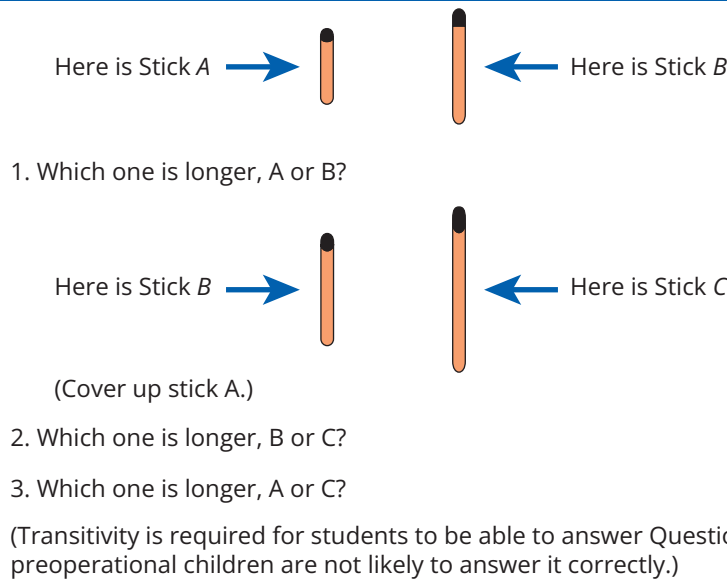 Here is Stick A
Here is Stick B
1. Which one is longer, A or B?
Here is Stick B
Here is Stick C
(Cover up stick A.)
2. Which one is longer, B or C?
3. Which one is longer, A or C?
(Transitivity is required for students to be able to answer
preoperational children are not likely to answer it correctly.)